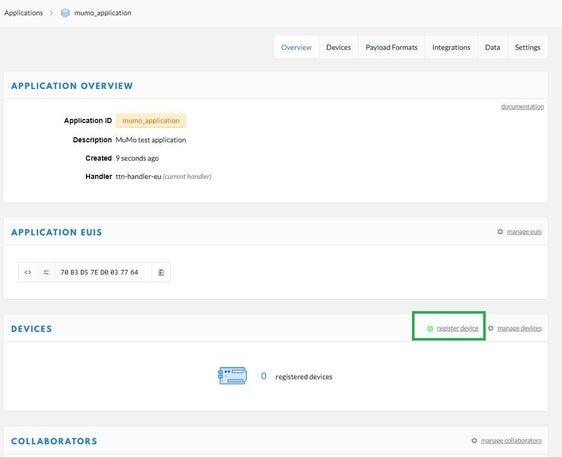 Applications > mumo_application
Overview Devices Payload Formats Integrations Data Settings
APPLICATION OVERVIEW
documentation
Application ID mumo_application
Description MuMo test application
Created 9 seconds ago
Handler ttn-handler-eu (current handler)
APPLICATION EUIS
manage euis
<> 70 B3 D5 7E D0 03 77 64
DEVICES
register device manage devices
0 registered devices
COLLABORATORS
manage collaborators